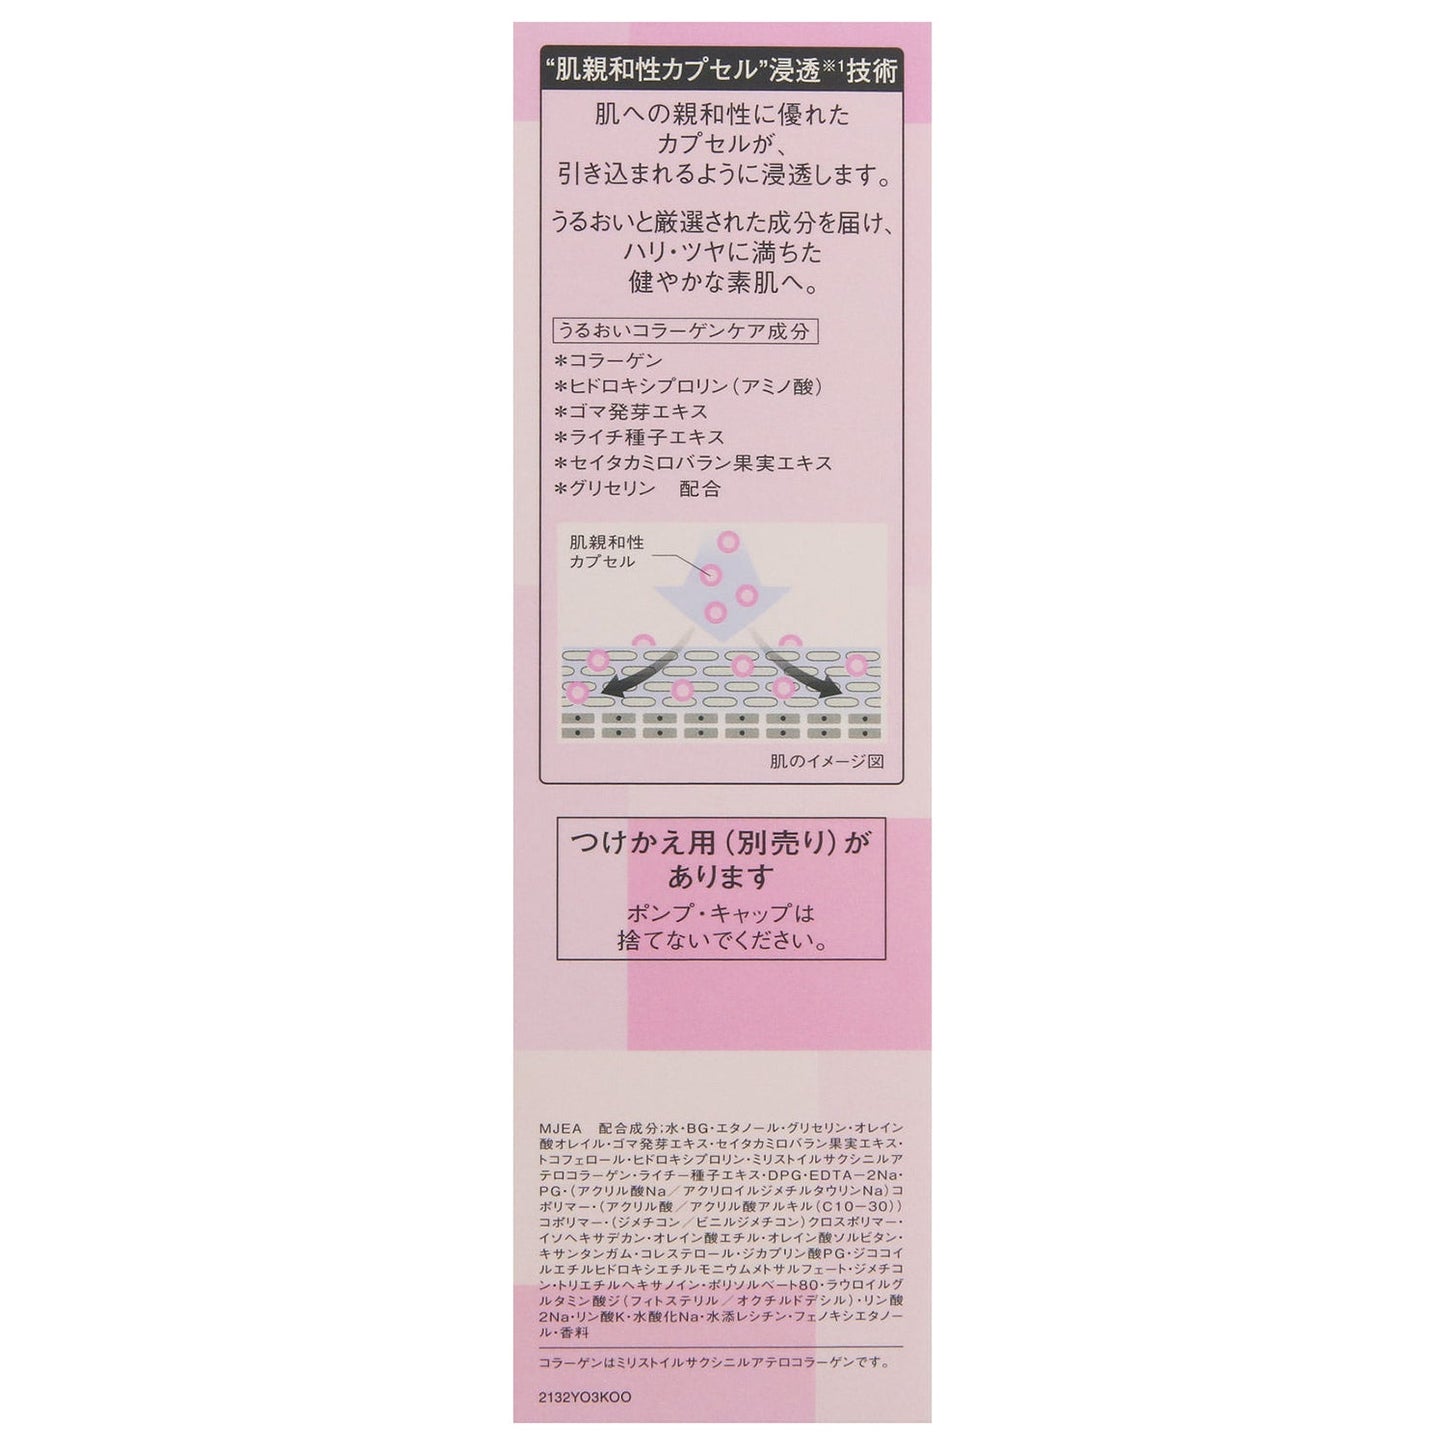 “肌親和性カプセル”浸透※1技術
肌への親和性に優れた
カプセルが、
引き込まれるように浸透します。
うるおいと厳選された成分を届け、
ハリ・ツヤに満ちた
健やかな素肌へ。
うるおいコラーゲンケア成分
＊コラーゲン
＊ヒドロキシプロリン（アミノ酸）
＊ゴマ発芽エキス
＊ライチ種子エキス
＊セイタカミロバラン果実エキス
＊グリセリン　配合
肌親和性
カプセル
肌のイメージ図
つけかえ用（別売り）が
あります
ポンプ・キャップは
捨てないでください。
MJEA　配合成分;水・BG・エタノール・グリセリン・オレイン
酸オレイル・ゴマ発芽エキス・セイタカミロバラン果実エキス・
トコフェロール・ヒドロキシプロリン・ミリストイルサクシニルア
テロコラーゲン・ライチー種子エキス・DPG・EDTA－2Na・
PG・（アクリル酸Na／アクリロイルジメチルタウリンNa）コ
ポリマー・（アクリル酸／アクリル酸アルキル（C10－30））
コポリマー・（ジメチコン／ビニルジメチコン）クロスポリマー・
イソヘキサデカン・オレイン酸エチル・オレイン酸ソルビタン・
キサンタンガム・コレステロール・ジカプリン酸PG・ジココイ
ルエチルヒドロキシエチルモニウムメトサルフェート・ジメチコ
ン・トリエチルヘキサノイン・ポリソルベート80・ラウロイルグ
ルタミン酸ジ（フィトステリル／オクチルドデシル）・リン酸
2Na・リン酸K・水酸化Na・水添レシチン・フェノキシエタノー
ル・香料
コラーゲンはミリストイルサクシニルアテロコラーゲンです。
2132YO3KOO